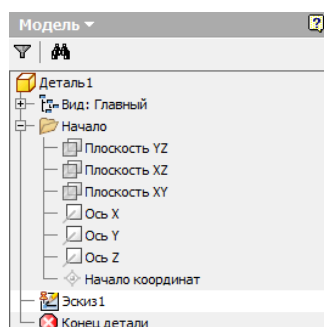 Модель
Деталь1
Вид: Главный
Начало
Плоскость YZ
Плоскость XZ
Плоскость XY
Ось X
Ось Y
Ось Z
Начало координат
Эскиз1
Конец детали